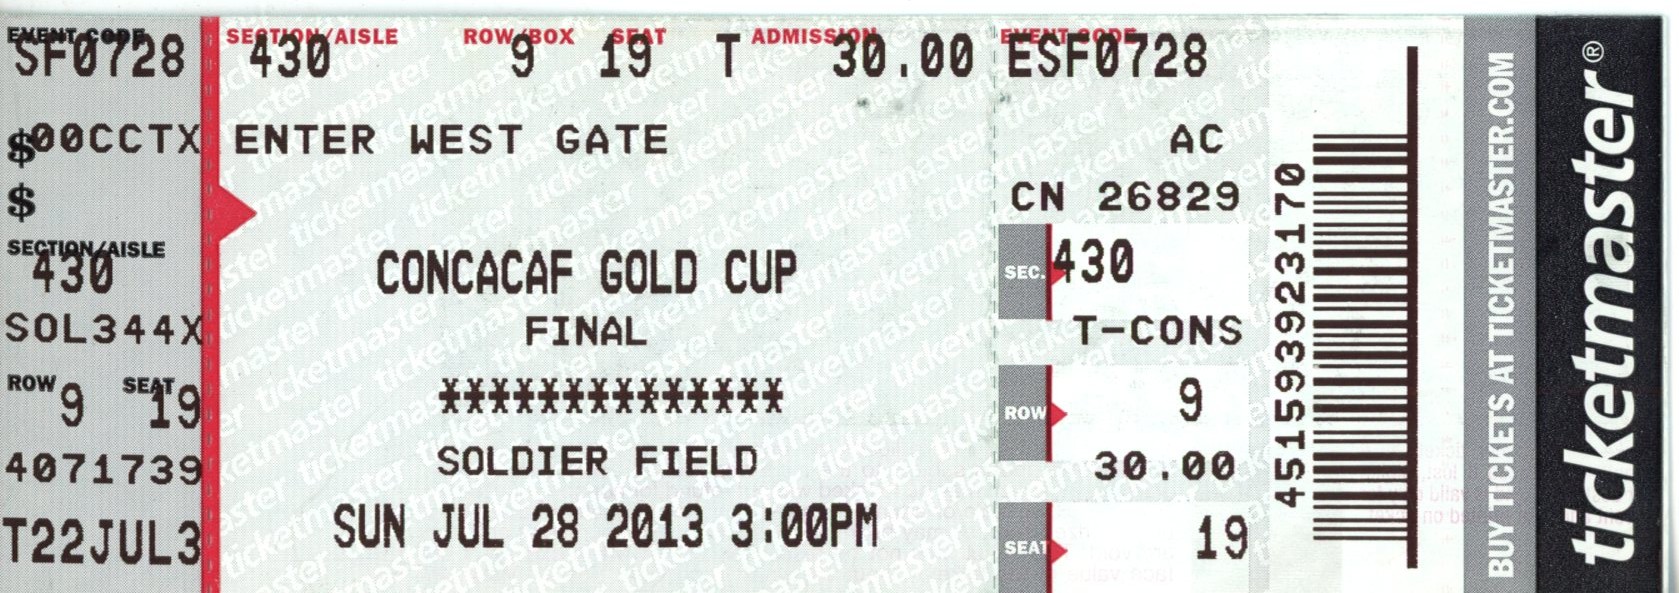 EVENT CODE
SF0728
$00CCTX
$
SECTION/AISLE
430
SOL344X
ROW 9 SEAT 19
4071739
T22JUL3
SECTION/AISLE ROW/BOX SEAT ADMISSION
430 9 19 T 30.00
ENTER WEST GATE
CONCACAF GOLD CUP
FINAL
**************
SOLDIER FIELD
SUN JUL 28 2013 3:00PM
EVENT CODE
ESF0728
AC
CN 26829
SEC. 430
T-CONS
ROW 9
30.00
SEAT 19
451593923170
BUY TICKETS AT TICKETMASTER.COM
ticketmaster®